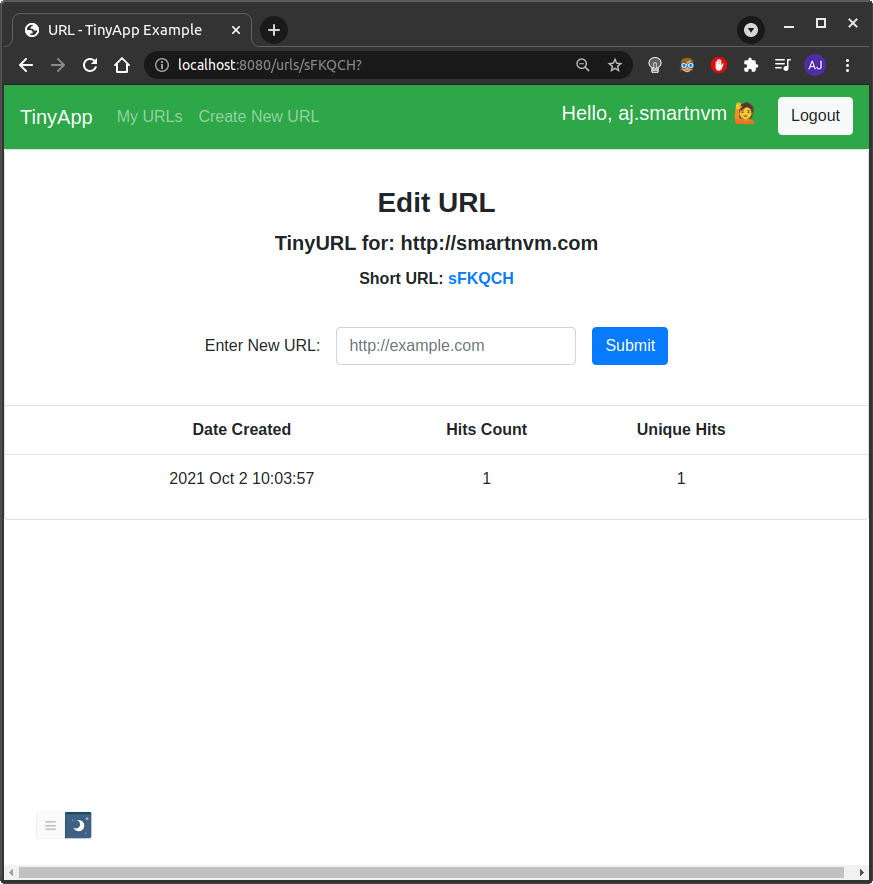 URL - TinyApp Example
localhost:8080/urls/sFKQCH?
AJ
TinyApp My URLs Create New URL Hello, aj.smartnvm 🙋 Logout
Edit URL
TinyURL for: http://smartnvm.com
Short URL: sFKQCH
Enter New URL: http://example.com Submit
Date Created Hits Count Unique Hits
2021 Oct 2 10:03:57 1 1